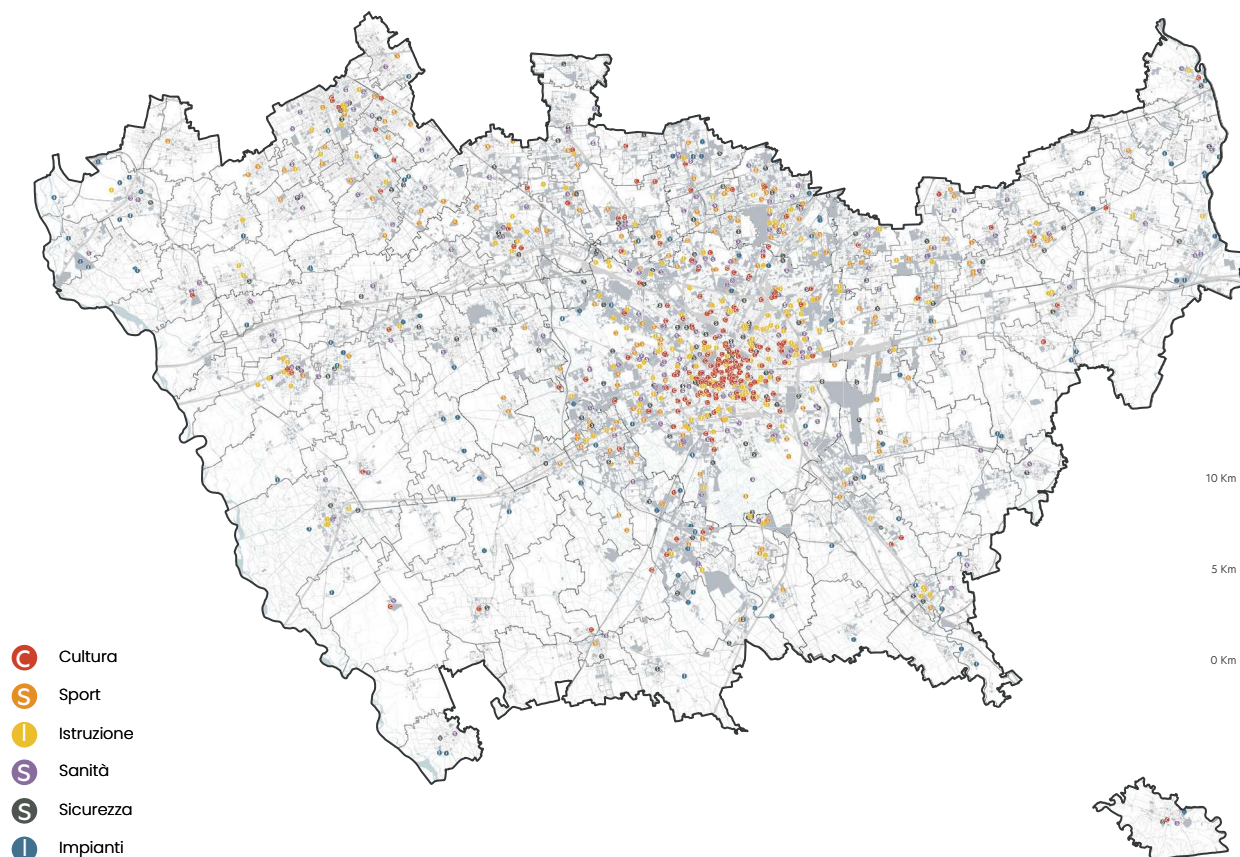 10 Km
5 Km
0 Km
C Cultura
S Sport
I Istruzione
S Sanità
S Sicurezza
I Impianti